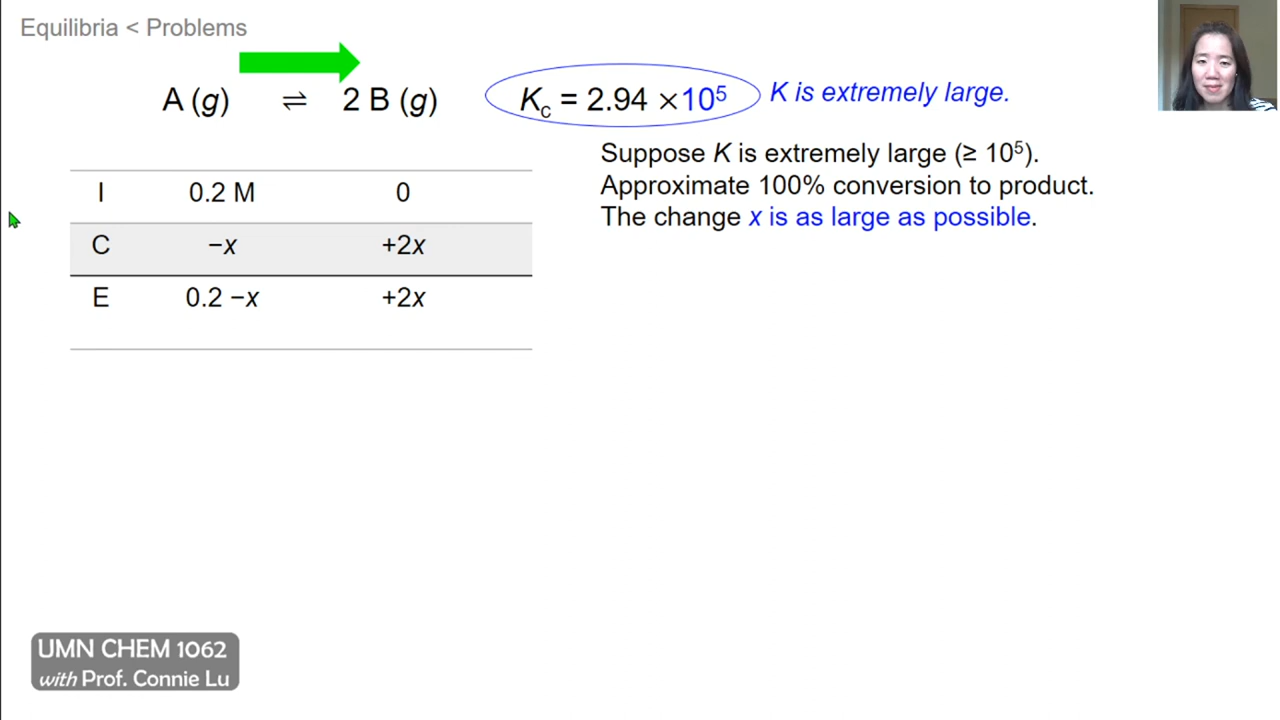 Equilibria < Problems
A (g) ⇌ 2 B (g) Kc = 2.94 ×10⁵ K is extremely large.
Suppose K is extremely large (≥ 10⁵).
Approximate 100% conversion to product.
The change x is as large as possible.
I 0.2 M 0
C −x +2x
E 0.2 −x +2x
UMN CHEM 1062
with Prof. Connie Lu